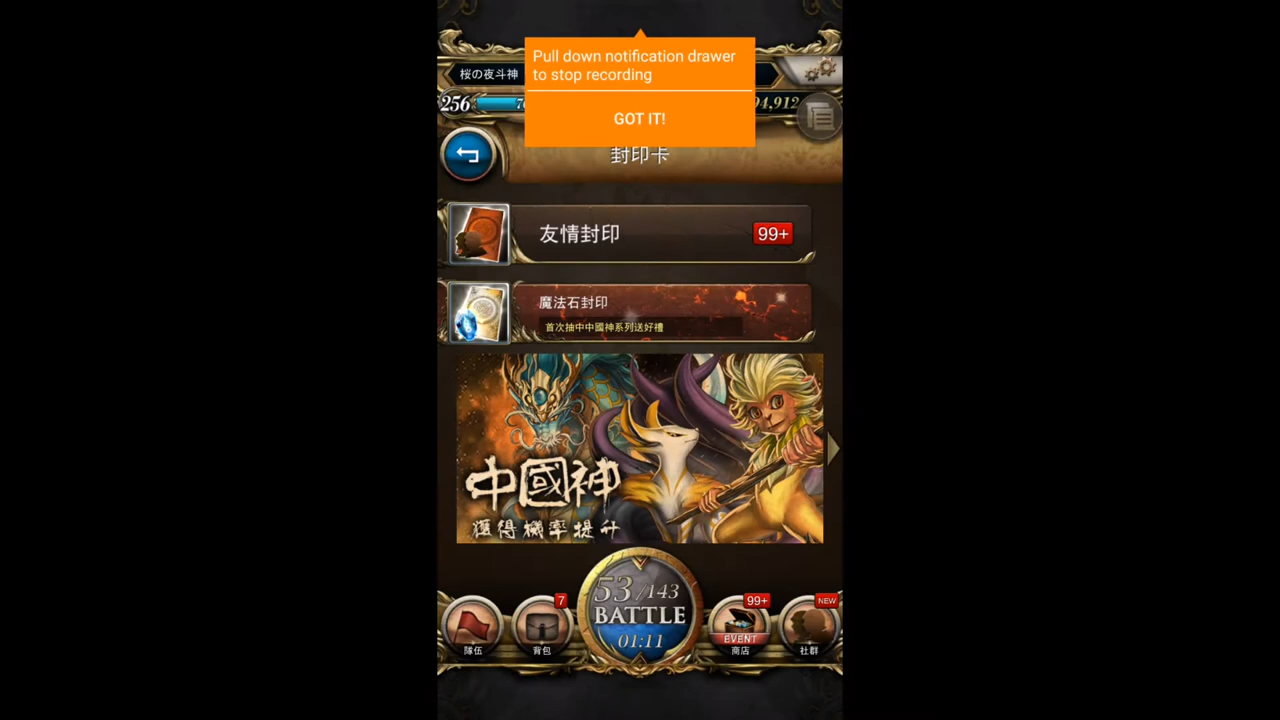 Pull down notification drawer
to stop recording
GOT IT!
桜の夜斗神
256
94,912
封印卡
友情封印
99+
魔法石封印
首次抽中中國神系列送好禮
中國神
獲得機率提升
53/143
BATTLE
01:11
7
99+
NEW
EVENT
隊伍
背包
商店
社群